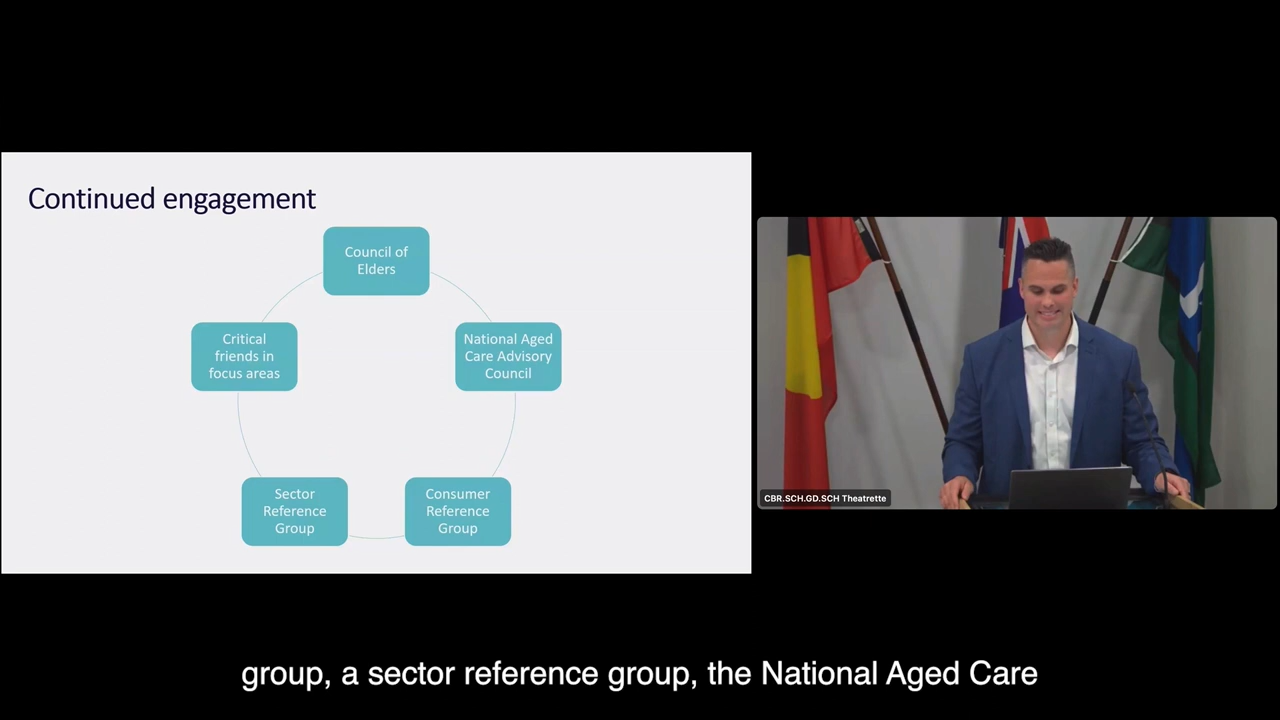 Continued engagement
Council of
Elders
Critical
friends in
focus areas
National Aged
Care Advisory
Council
Sector
Reference
Group
Consumer
Reference
Group
CBR.SCH.GD.SCH Theatrette
group, a sector reference group, the National Aged Care